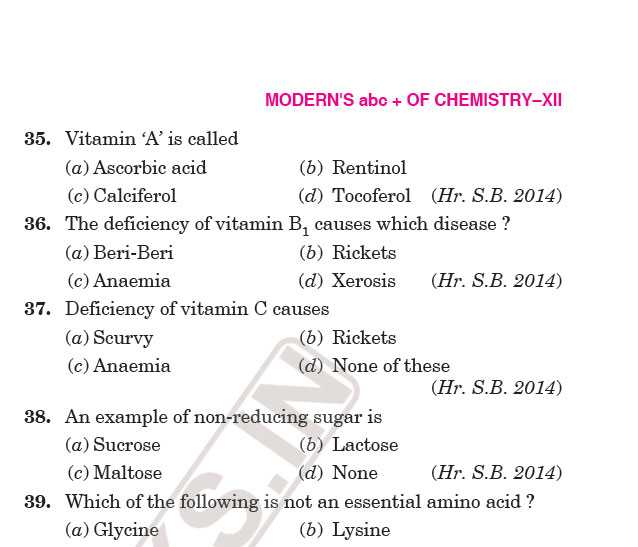 MODERN'S abc + OF CHEMISTRY–XII
35. Vitamin ‘A’ is called
(a) Ascorbic acid (b) Rentinol
(c) Calciferol (d) Tocoferol (Hr. S.B. 2014)
36. The deficiency of vitamin B₁ causes which disease ?
(a) Beri-Beri (b) Rickets
(c) Anaemia (d) Xerosis (Hr. S.B. 2014)
37. Deficiency of vitamin C causes
(a) Scurvy (b) Rickets
(c) Anaemia (d) None of these
(Hr. S.B. 2014)
38. An example of non-reducing sugar is
(a) Sucrose (b) Lactose
(c) Maltose (d) None (Hr. S.B. 2014)
39. Which of the following is not an essential amino acid ?
(a) Glycine (b) Lysine